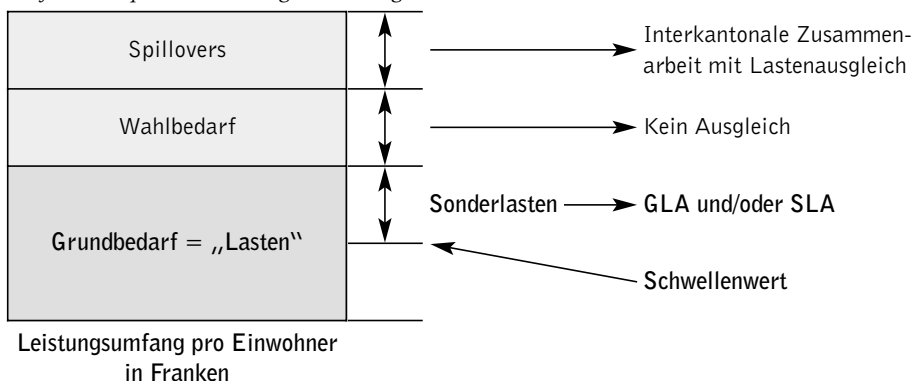 Spillovers
Interkantonale Zusammen-
arbeit mit Lastenausgleich
Wahlbedarf
Kein Ausgleich
Sonderlasten
GLA und/oder SLA
Grundbedarf = „Lasten“
Schwellenwert
Leistungsumfang pro Einwohner
in Franken